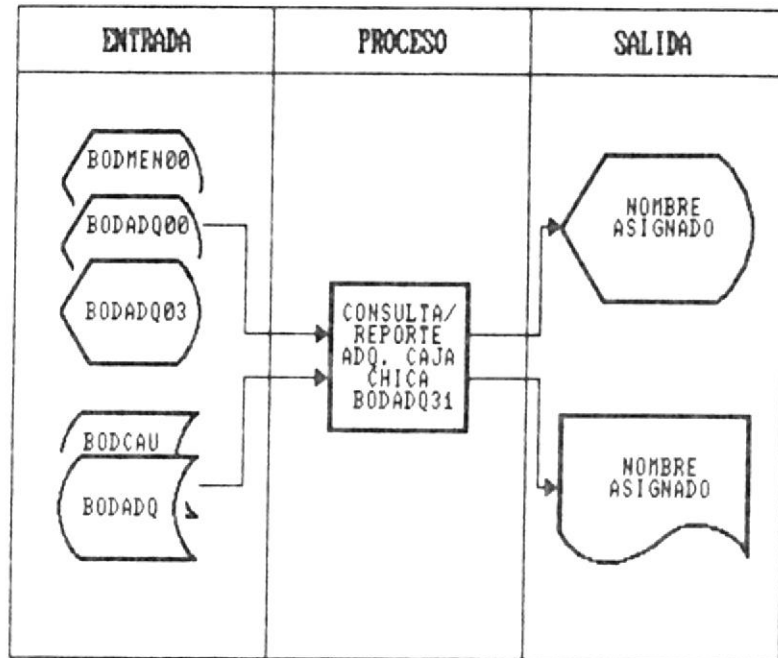 ENTRADA
PROCESO
SALIDA
BODMEN00
BODADQ00
BODADQ03
BODCAU
BODADQ
CONSULTA/
REPORTE
ADQ. CAJA
CHICA
BODADQ31
NOMBRE
ASIGNADO
NOMBRE
ASIGNADO